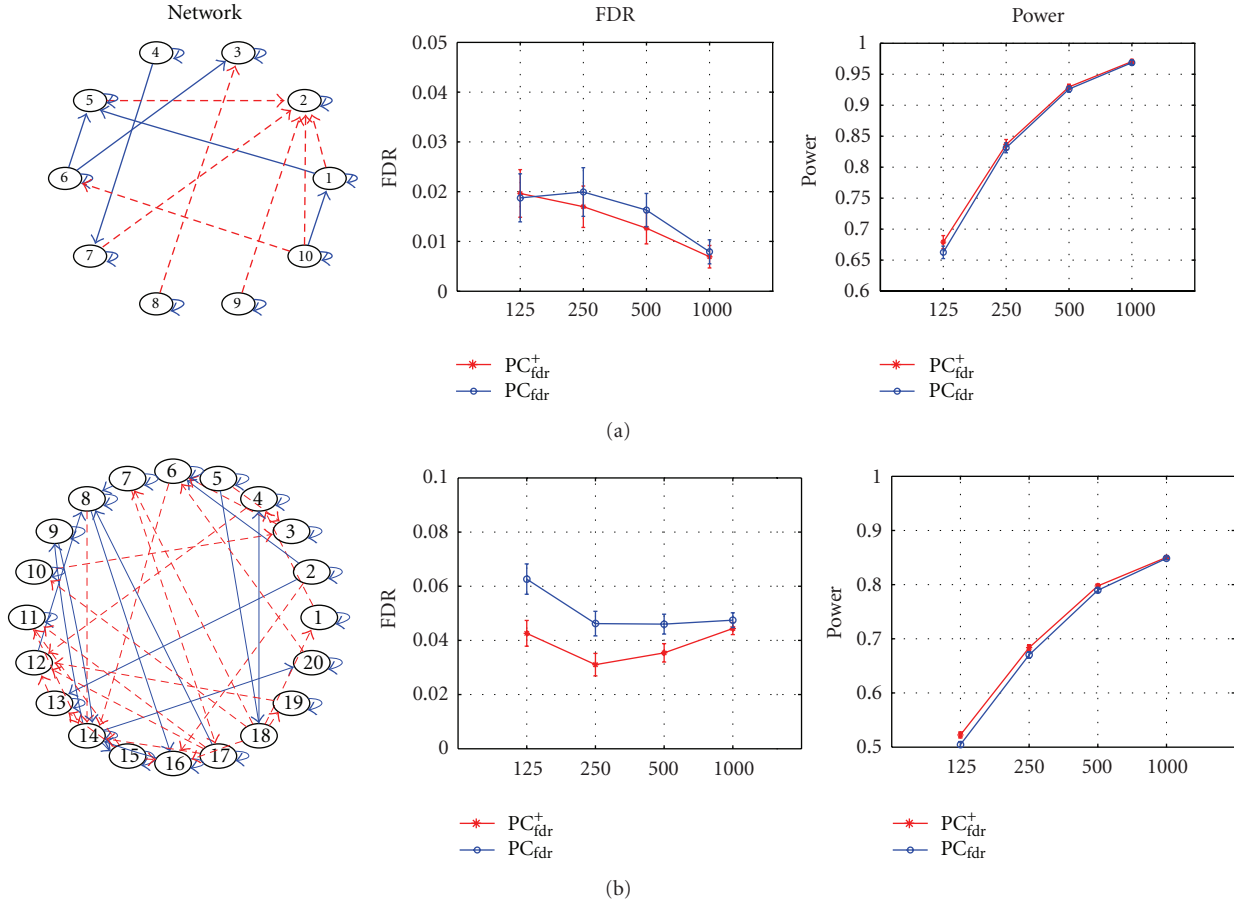 Network
FDR
Power
4
3
5
2
6
1
7
10
8
9
FDR
0.05
0.04
0.03
0.02
0.01
0
125 250 500 1000
Power
1
0.95
0.9
0.85
0.8
0.75
0.7
0.65
0.6
125 250 500 1000
PC+fdr
PCfdr
PC+fdr
PCfdr
(a)
6
5
7
4
8
3
9
2
10
1
11
20
12
19
13
18
14
17
15
16
FDR
0.1
0.08
0.06
0.04
0.02
0
125 250 500 1000
Power
1
0.9
0.8
0.7
0.6
0.5
125 250 500 1000
PC+fdr
PCfdr
PC+fdr
PCfdr
(b)